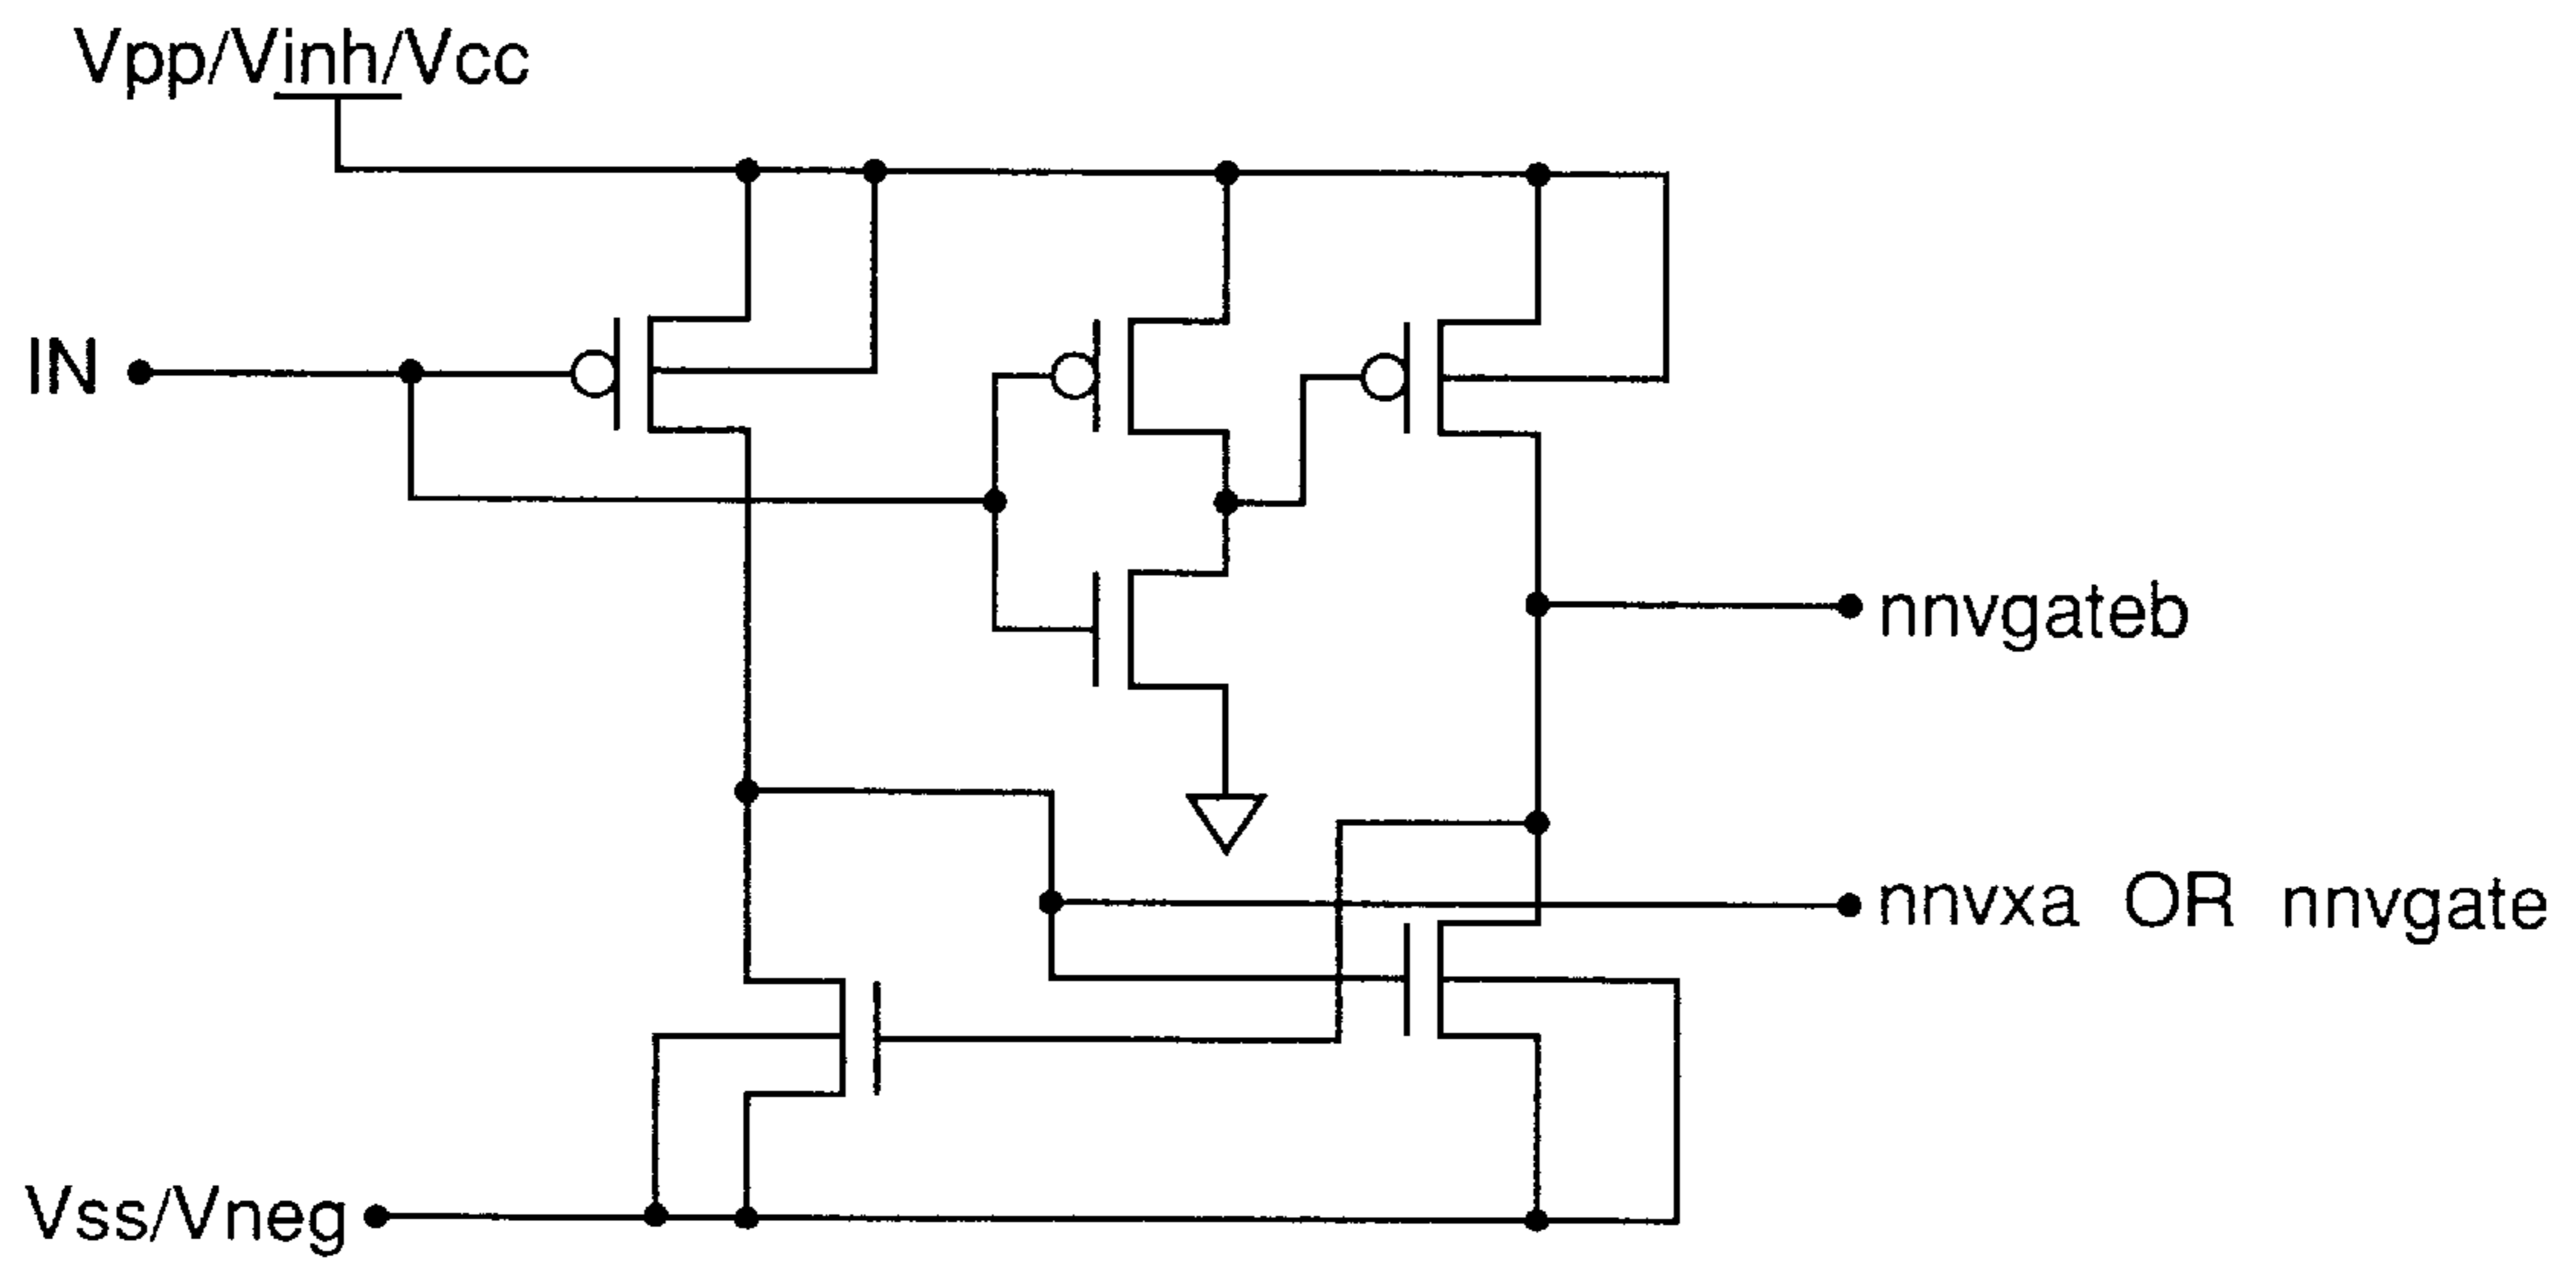 Vpp/Vinh/Vcc
IN
nnvgateb
nnvxa OR nnvgate
Vss/Vneg